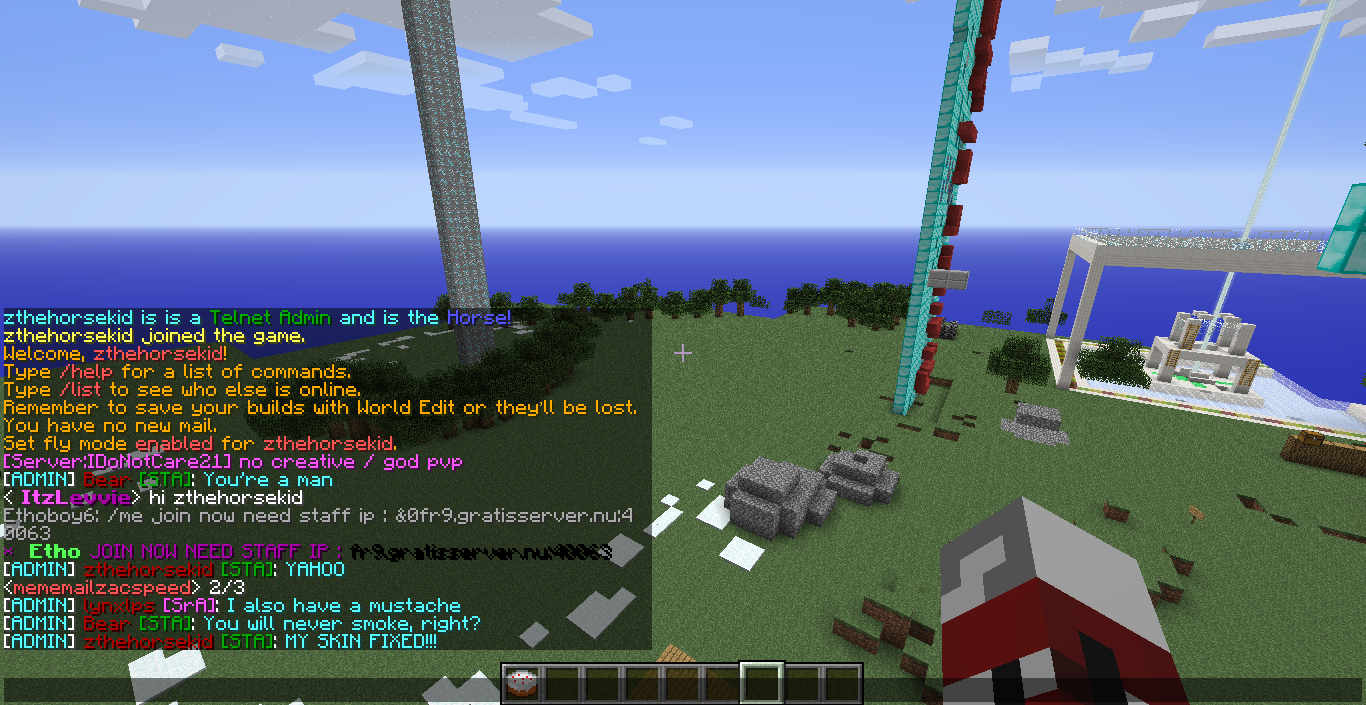 zthehorsekid is is a Telnet Admin and is the Horse!
zthehorsekid joined the game.
Welcome, zthehorsekid!
Type /help for a list of commands.
Type /list to see who else is online.
Remember to save your builds with World Edit or they'll be lost.
You have no new mail.
Set fly mode enabled for zthehorsekid.
[Server:IDoNotCare21] no creative / god pvp
[ADMIN] Bear [STA]: You're a man
< ItzLevvie> hi zthehorsekid
Ethoboy6: /me join now need staff ip : &0fr9.gratisserver.nu:4
0063
* Etho JOIN NOW NEED STAFF IP : fr9.gratisserver.nu:40063
[ADMIN] zthehorsekid [STA]: YAHOO
<mememailzacspeed> 2/3
[ADMIN] lynxlps [SrA]: I also have a mustache
[ADMIN] Bear [STA]: You will never smoke, right?
[ADMIN] zthehorsekid [STA]: MY SKIN FIXED!!!